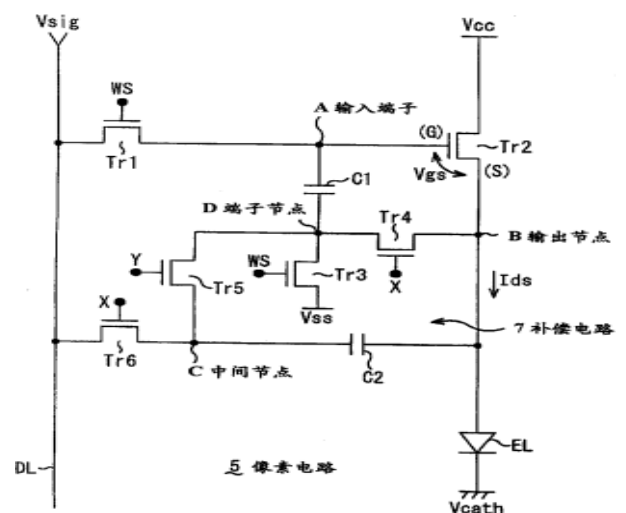 Vsig
Vcc
WS
A 输入端子
(G)
Tr1
Tr2
Vgs
(S)
C1
D 端子节点
Tr4
B 输出节点
Y
WS
Tr5
Tr3
X
Ids
X
Vss
7 补偿电路
Tr6
C 中间节点
C2
EL
DL
5 像素电路
Vcath